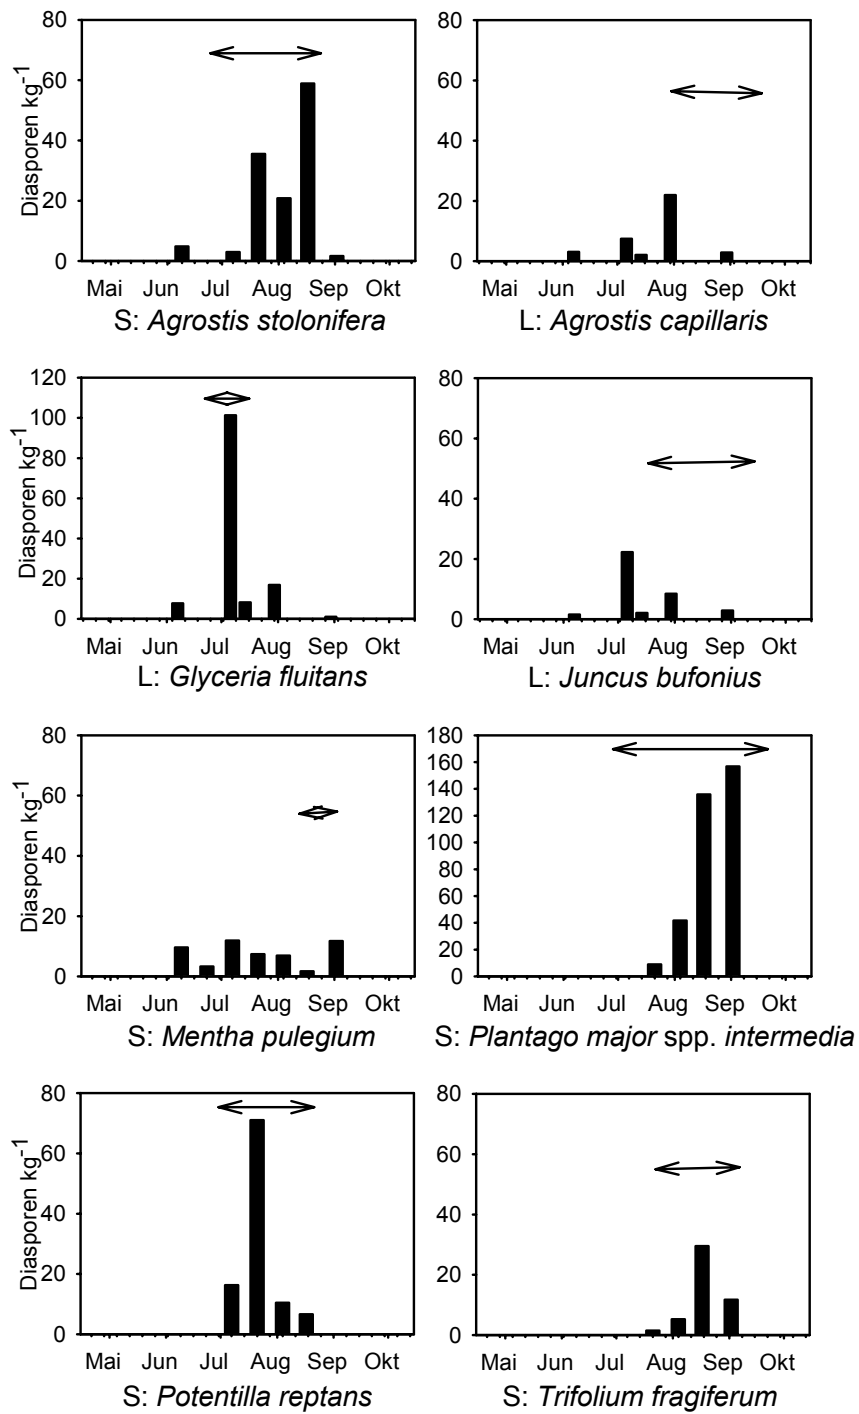 80
60
40
20
0
Diasporen kg-1
Mai Jun Jul Aug Sep Okt
S: Agrostis stolonifera
80
60
40
20
0
Mai Jun Jul Aug Sep Okt
L: Agrostis capillaris
120
100
80
60
40
20
0
Diasporen kg-1
Mai Jun Jul Aug Sep Okt
L: Glyceria fluitans
80
60
40
20
0
Mai Jun Jul Aug Sep Okt
L: Juncus bufonius
80
60
40
20
0
Diasporen kg-1
Mai Jun Jul Aug Sep Okt
S: Mentha pulegium
180
160
140
120
100
80
60
40
20
0
Mai Jun Jul Aug Sep Okt
S: Plantago major spp. intermedia
80
60
40
20
0
Diasporen kg-1
Mai Jun Jul Aug Sep Okt
S: Potentilla reptans
80
60
40
20
0
Mai Jun Jul Aug Sep Okt
S: Trifolium fragiferum